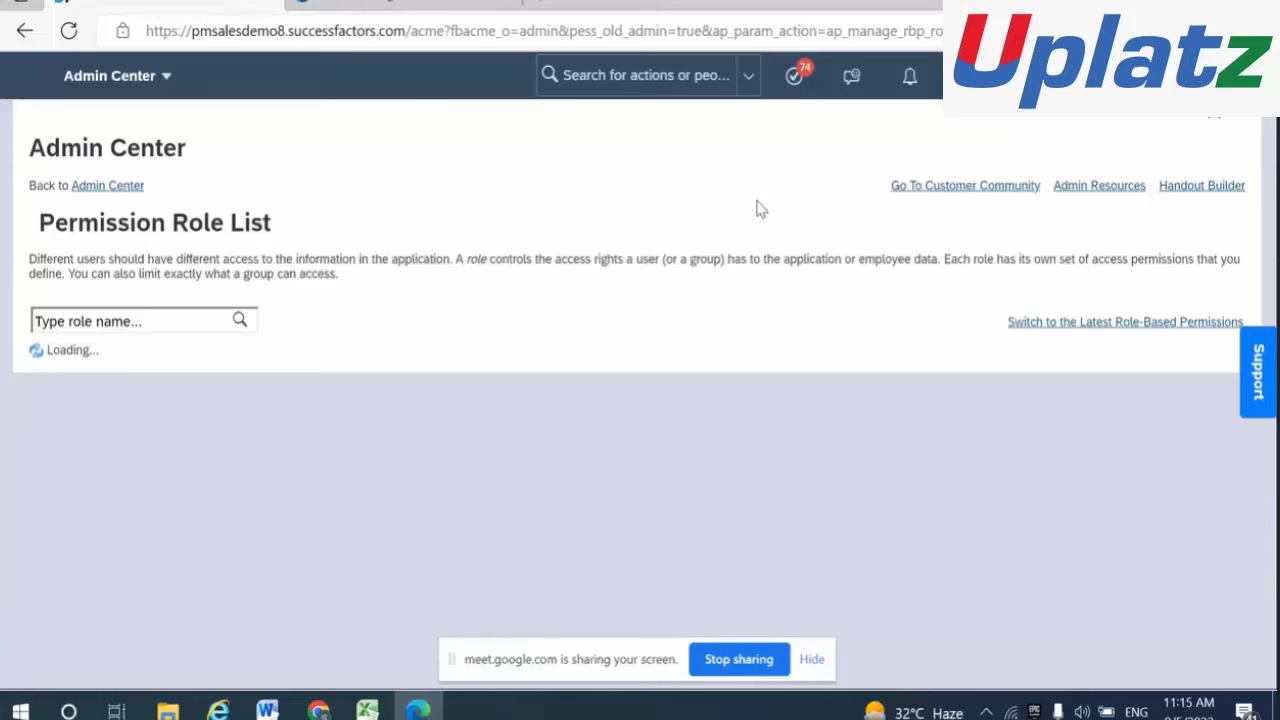 https://pmsalesdemo8.successfactors.com/acme?fbacme_o=admin&pess_old_admin=true&ap_param_action=ap_manage_rbp_ro
Uplatz
Admin Center
Search for actions or peo...
74
Admin Center
Back to Admin Center
Go To Customer Community Admin Resources Handout Builder
Permission Role List
Different users should have different access to the information in the application. A role controls the access rights a user (or a group) has to the application or employee data. Each role has its own set of access permissions that you
define. You can also limit exactly what a group can access.
Type role name...
Switch to the Latest Role-Based Permissions
Loading...
Support
meet.google.com is sharing your screen. Stop sharing Hide
11:15 AM
32°C Haze
ENG